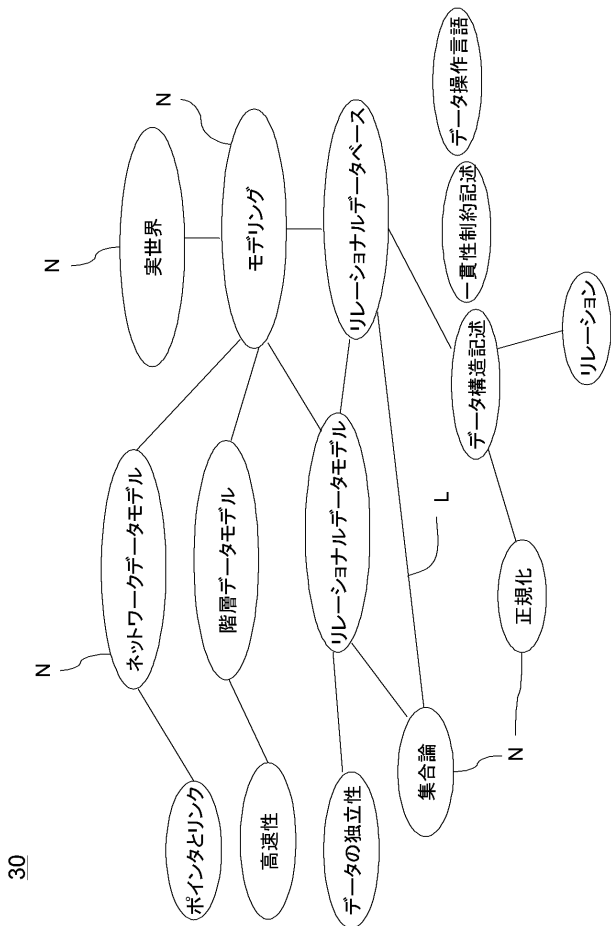 30
N
実世界
N
モデリング
リレーショナルデータベース
データ操作言語
一貫性制約記述
データ構造記述
リレーション
N
ネットワークデータモデル
階層データモデル
リレーショナルデータモデル
L
正規化
ポインタとリンク
高速性
データの独立性
集合論
N